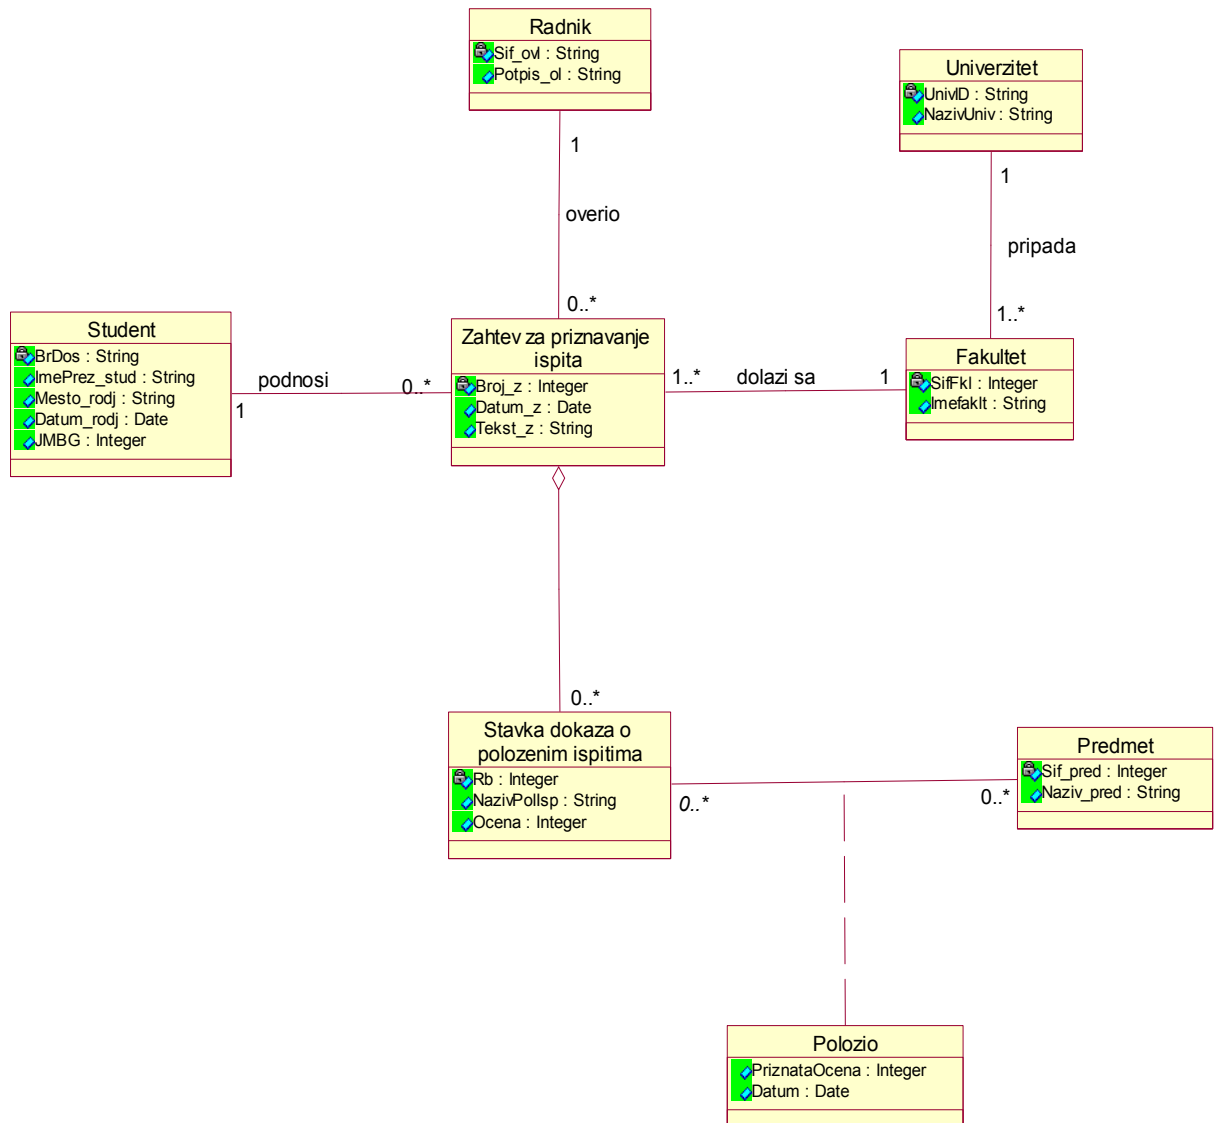 Radnik
Sif_ovl : String
Potpis_ol : String
Univerzitet
UnivID : String
NazivUniv : String
1
1
overio
pripada
0..*
1..*
Student
BrDos : String
ImePrez_stud : String
Mesto_rodj : String
Datum_rodj : Date
JMBG : Integer
podnosi
1
0..*
Zahtev za priznavanje
ispita
Broj_z : Integer
Datum_z : Date
Tekst_z : String
1..*
dolazi sa
1
Fakultet
SifFkl : Integer
Imefaklt : String
0..*
Stavka dokaza o
polozenim ispitima
Rb : Integer
NazivPolIsp : String
Ocena : Integer
0..*
0..*
Predmet
Sif_pred : Integer
Naziv_pred : String
Polozio
PriznataOcena : Integer
Datum : Date